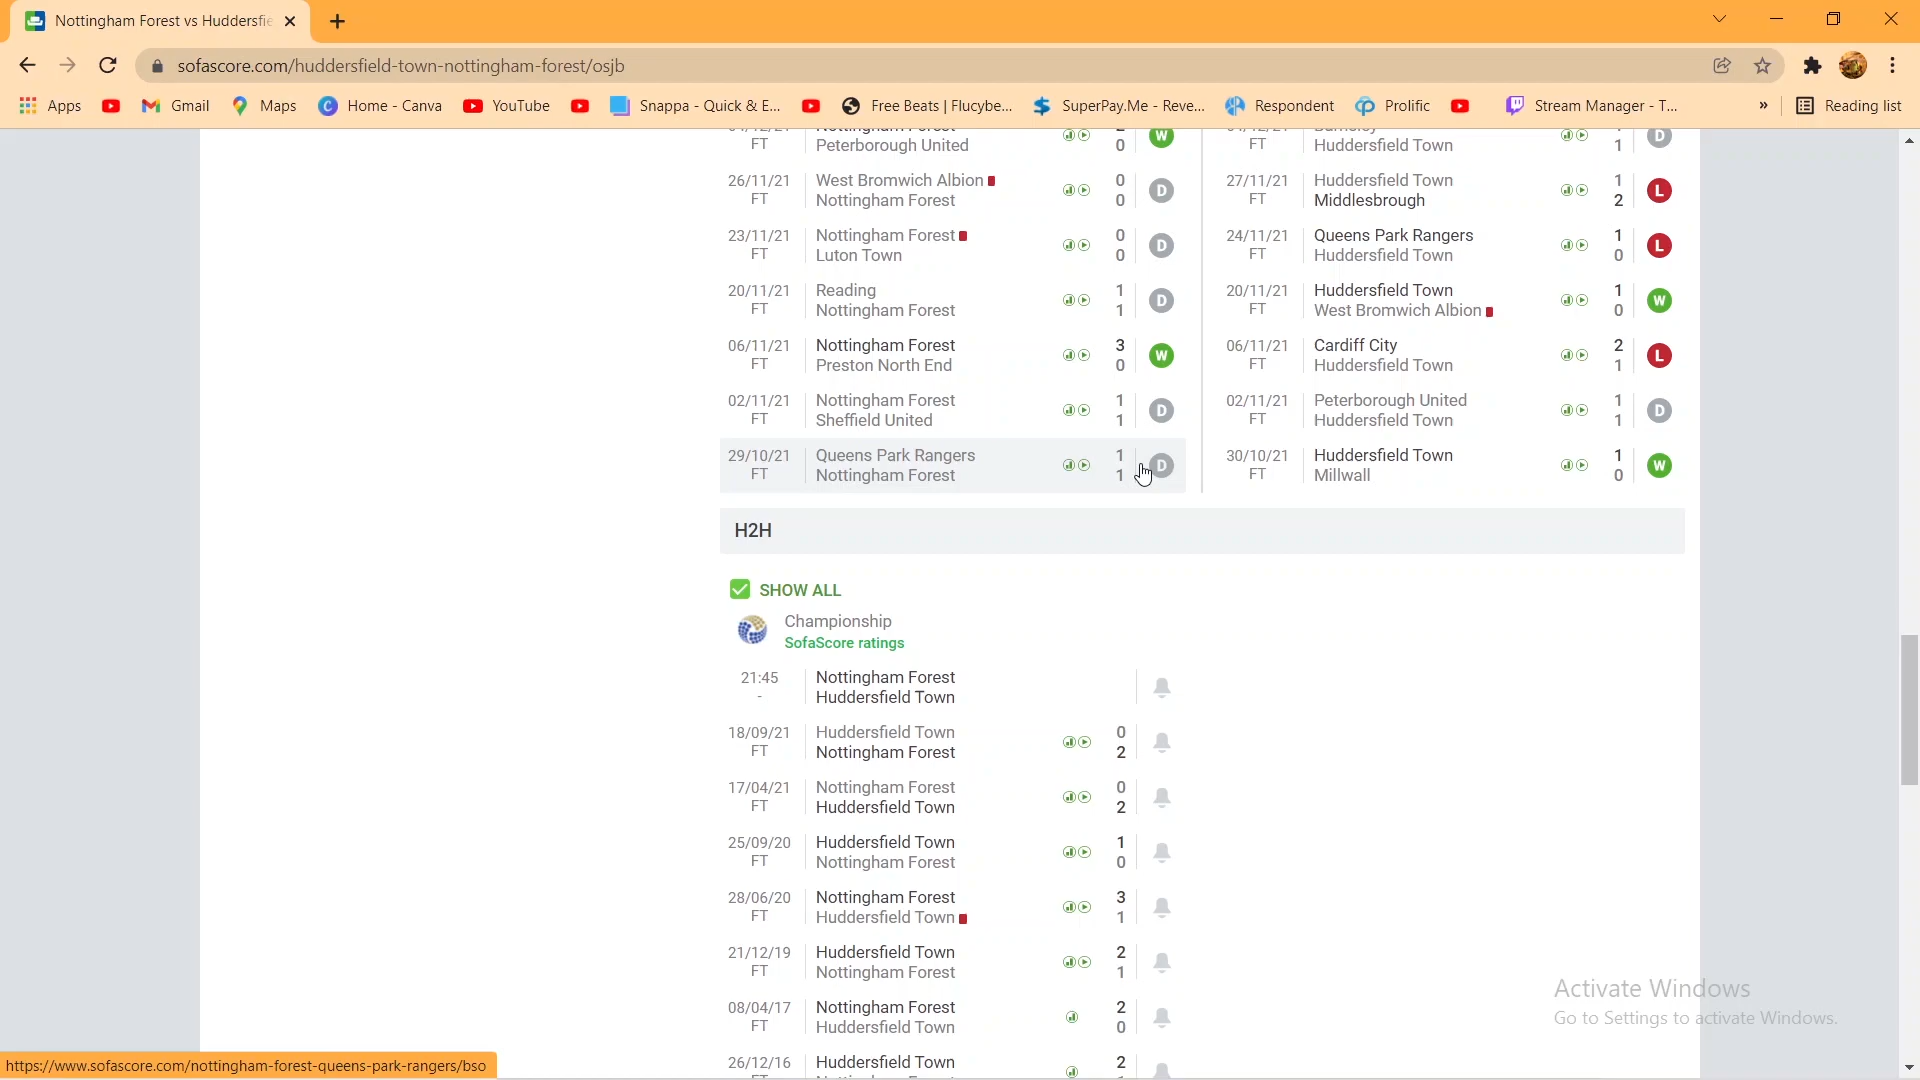 Nottingham Forest vs Huddersfie
sofascore.com/huddersfield-town-nottingham-forest/osjb
Apps Gmail Maps Home - Canva YouTube Snappa - Quick & E... Free Beats | Flucybe... SuperPay.Me - Reve... Respondent Prolific Stream Manager - T... » Reading list
FT Peterborough United 0 W
26/11/21 West Bromwich Albion 0
FT Nottingham Forest 0 D
23/11/21 Nottingham Forest 0
FT Luton Town 0 D
20/11/21 Reading 1
FT Nottingham Forest 1 D
06/11/21 Nottingham Forest 3
FT Preston North End 0 W
02/11/21 Nottingham Forest 1
FT Sheffield United 1 D
29/10/21 Queens Park Rangers 1
FT Nottingham Forest 1 D
FT Huddersfield Town 1 D
27/11/21 Huddersfield Town 1
FT Middlesbrough 2 L
24/11/21 Queens Park Rangers 1
FT Huddersfield Town 0 L
20/11/21 Huddersfield Town 1
FT West Bromwich Albion 0 W
06/11/21 Cardiff City 2
FT Huddersfield Town 1 L
02/11/21 Peterborough United 1
FT Huddersfield Town 1 D
30/10/21 Huddersfield Town 1
FT Millwall 0 W
H2H
SHOW ALL
Championship
SofaScore ratings
21:45 Nottingham Forest
- Huddersfield Town
18/09/21 Huddersfield Town 0
FT Nottingham Forest 2
17/04/21 Nottingham Forest 0
FT Huddersfield Town 2
25/09/20 Huddersfield Town 1
FT Nottingham Forest 0
28/06/20 Nottingham Forest 3
FT Huddersfield Town 1
21/12/19 Huddersfield Town 2
FT Nottingham Forest 1
08/04/17 Nottingham Forest 2
FT Huddersfield Town 0
26/12/16 Huddersfield Town 2
Activate Windows
Go to Settings to activate Windows.
https://www.sofascore.com/nottingham-forest-queens-park-rangers/bso